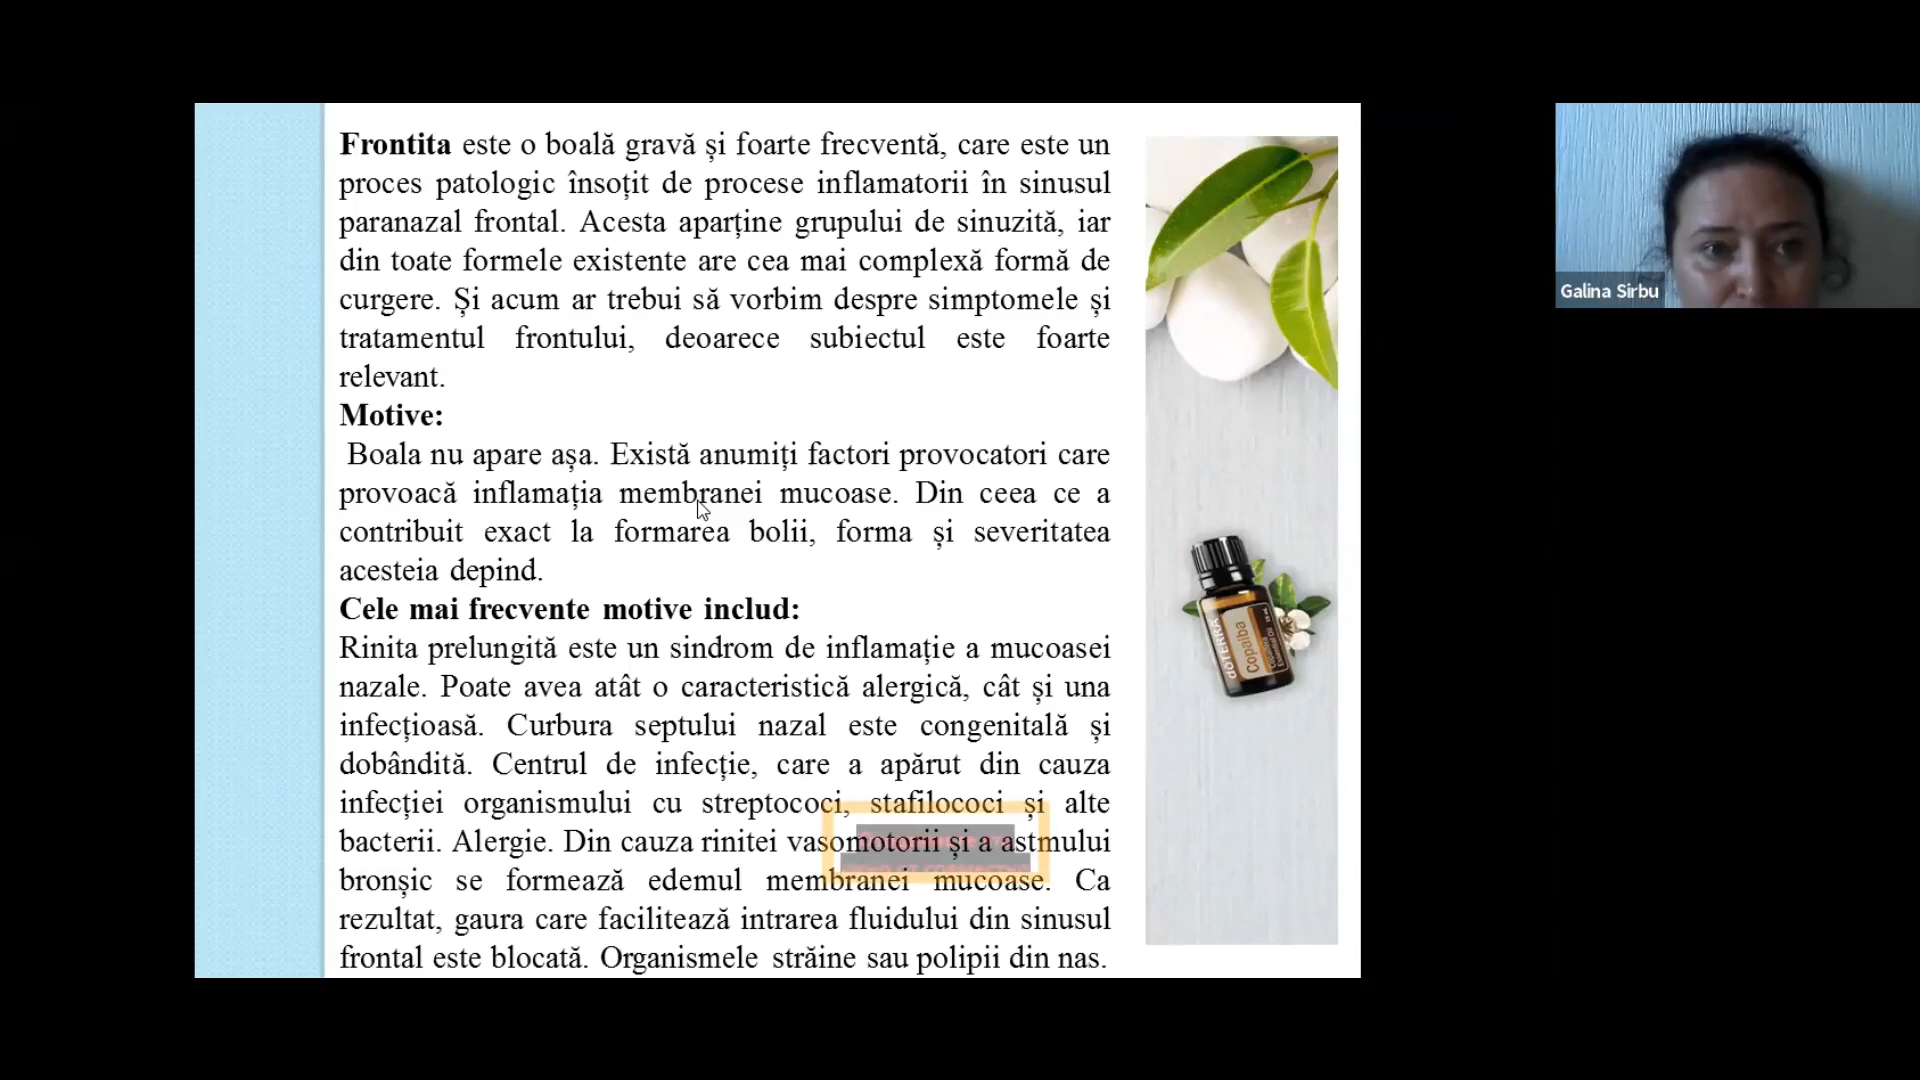 Frontita este o boală gravă și foarte frecventă, care este un
proces patologic însoțit de procese inflamatorii în sinusul
paranazal frontal. Acesta aparține grupului de sinuzită, iar
din toate formele existente are cea mai complexă formă de
curgere. Și acum ar trebui să vorbim despre simptomele și
tratamentul frontului, deoarece subiectul este foarte
relevant.
Motive:
Boala nu apare așa. Există anumiți factori provocatori care
provoacă inflamația membranei mucoase. Din ceea ce a
contribuit exact la formarea bolii, forma și severitatea
acesteia depind.
Cele mai frecvente motive includ:
Rinita prelungită este un sindrom de inflamație a mucoasei
nazale. Poate avea atât o caracteristică alergică, cât și una
infecțioasă. Curbura septului nazal este congenitală și
dobândită. Centrul de infecție, care a apărut din cauza
infecției organismului cu streptococi, stafilococi și alte
bacterii. Alergie. Din cauza rinitei vasomotorii și a astmului
bronșic se formează edemul membranei mucoase. Ca
rezultat, gaura care facilitează intrarea fluidului din sinusul
frontal este blocată. Organismele străine sau polipii din nas.
dōTERRA
Copaiba
Copaifera
Essential Oil 15 mL
Galina Sirbu